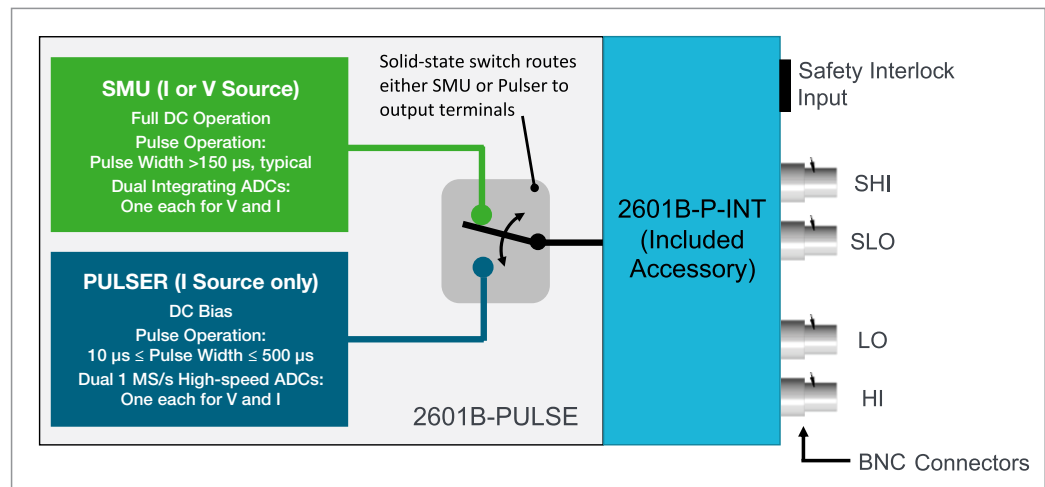 SMU (I or V Source)
Full DC Operation
Pulse Operation:
Pulse Width >150 µs, typical
Dual Integrating ADCs:
One each for V and I
PULSER (I Source only)
DC Bias
Pulse Operation:
10 µs ≤ Pulse Width ≤ 500 µs
Dual 1 MS/s High-speed ADCs:
One each for V and I
Solid-state switch routes
either SMU or Pulser to
output terminals
2601B-PULSE
2601B-P-INT
(Included
Accessory)
Safety Interlock
Input
SHI
SLO
LO
HI
BNC Connectors